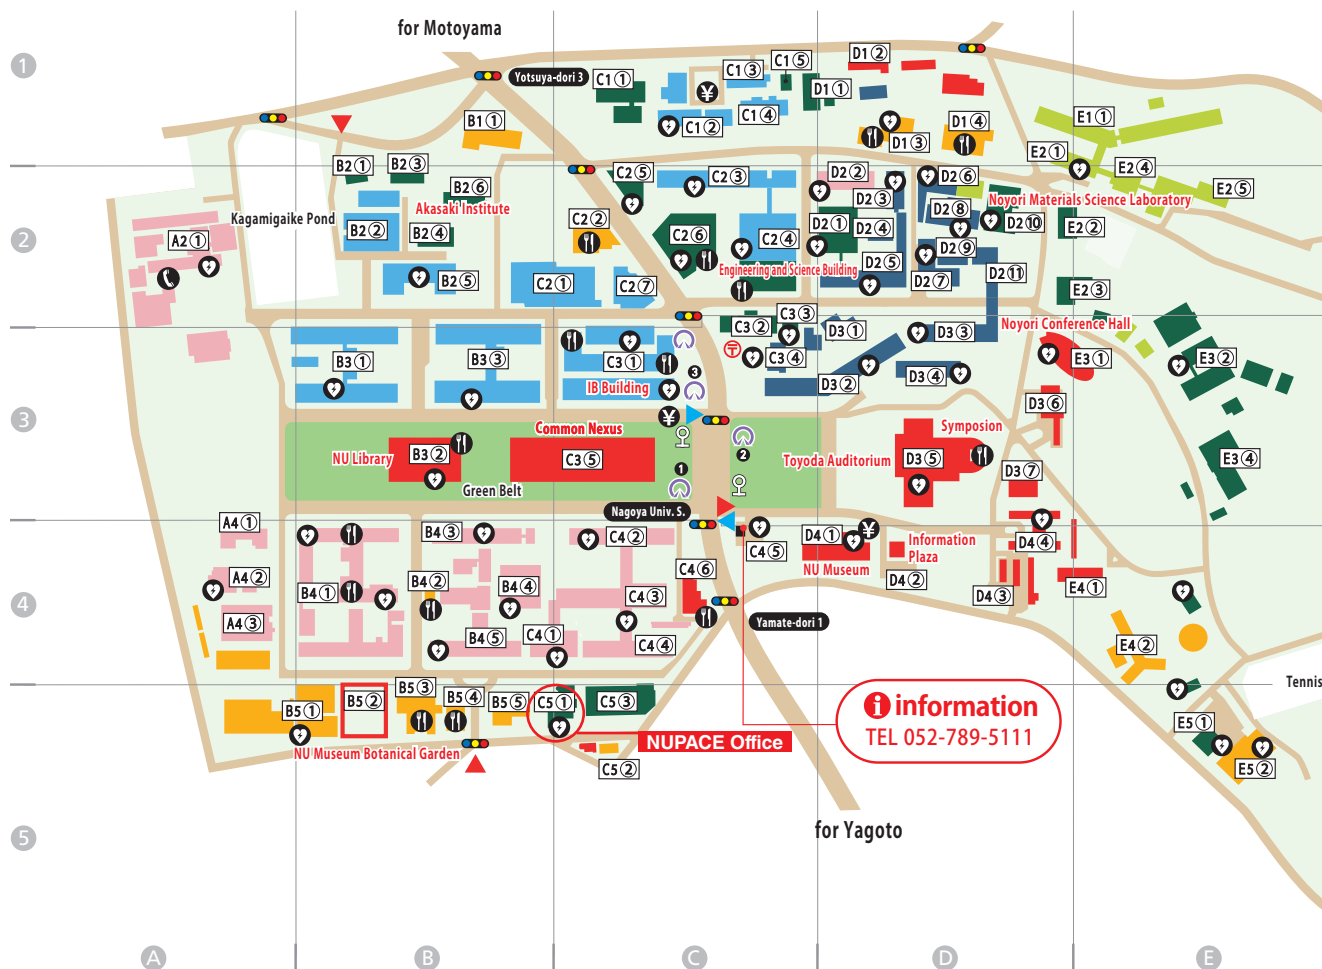 for Motoyama
1
Yotsuya-dori 3
C1①
C1③
C1⑤
D1②
D1①
C1④
C1②
B1①
D1③
D1④
E1①
E2①
E2④
E2⑤
B2①
B2③
B2⑥
Akasaki Institute
Kagamigaike Pond
A2①
2
B2②
B2④
B2⑤
C2⑤
C2③
C2②
C2⑥
C2④
Engineering and Science Building
C2①
C2⑦
D2②
D2③
D2①
D2④
D2⑤
D2⑥
Noyori Materials Science Laboratory
D2⑧
D2⑩
D2⑨
D2⑦
D2⑪
E2②
E2③
B3①
B3③
C3①
IB Building
C3②
C3③
〒
C3④
D3①
D3②
D3③
D3④
Noyori Conference Hall
E3①
E3②
3
3
¥
D3⑥
E3④
Common Nexus
NU Library
B3②
C3⑤
Green Belt
1
2
Symposion
Toyoda Auditorium
D3⑤
D3⑦
Nagoya Univ. S.
A4①
A4②
A4③
4
B4③
B4①
B4②
B4④
B4⑤
C4②
C4①
C4③
C4④
C4⑥
C4⑤
D4①
¥
NU Museum
Information
Plaza
D4②
D4④
D4③
E4①
E4②
Yamate-dori 1
Tennis
B5①
B5②
B5③
B5④
B5⑤
C5①
C5③
NU Museum Botanical Garden
NUPACE Office
C5②
i information
TEL 052-789-5111
E5①
E5②
for Yagoto
5
A
B
C
D
E
¥